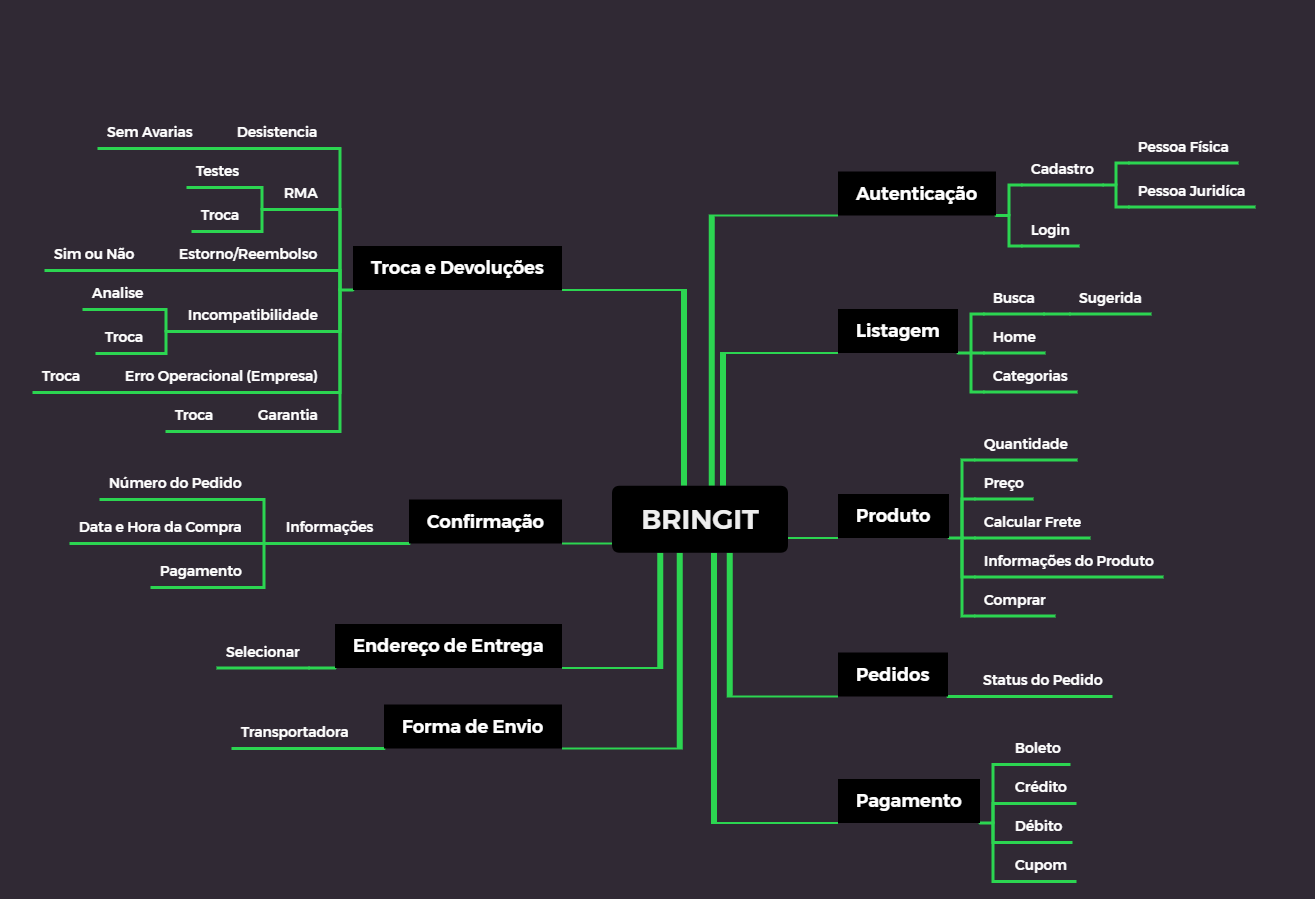 BRINGIT
Autenticação
Cadastro
Pessoa Física
Pessoa Juridíca
Login
Listagem
Busca
Sugerida
Home
Categorias
Produto
Quantidade
Preço
Calcular Frete
Informações do Produto
Comprar
Pedidos
Status do Pedido
Pagamento
Boleto
Crédito
Débito
Cupom
Troca e Devoluções
Desistencia
Sem Avarias
RMA
Testes
Troca
Estorno/Reembolso
Sim ou Não
Incompatibilidade
Analise
Troca
Erro Operacional (Empresa)
Troca
Garantia
Troca
Confirmação
Informações
Número do Pedido
Data e Hora da Compra
Pagamento
Endereço de Entrega
Selecionar
Forma de Envio
Transportadora